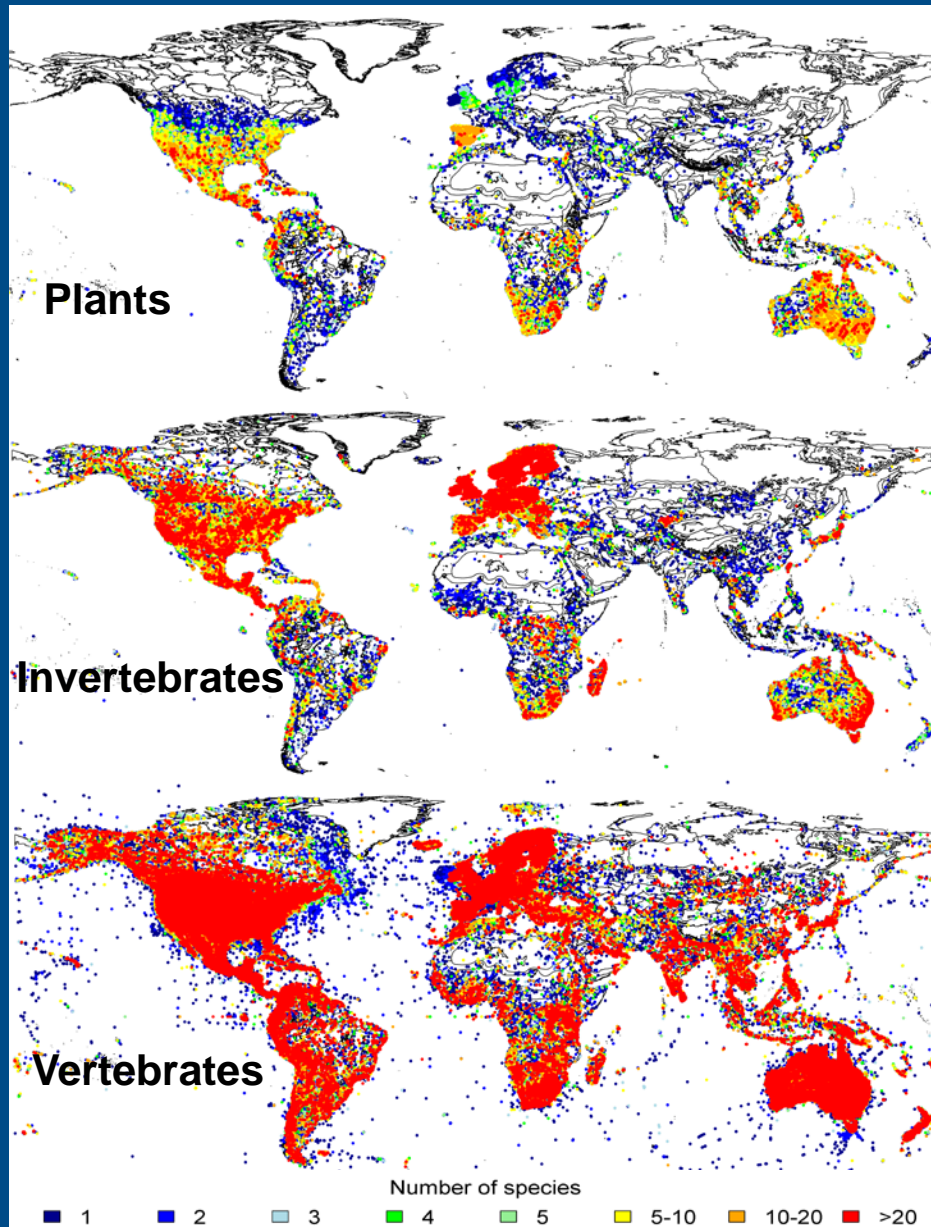 Plants
Invertebrates
Vertebrates
Number of species
1 2 3 4 5 5-10 10-20 >20